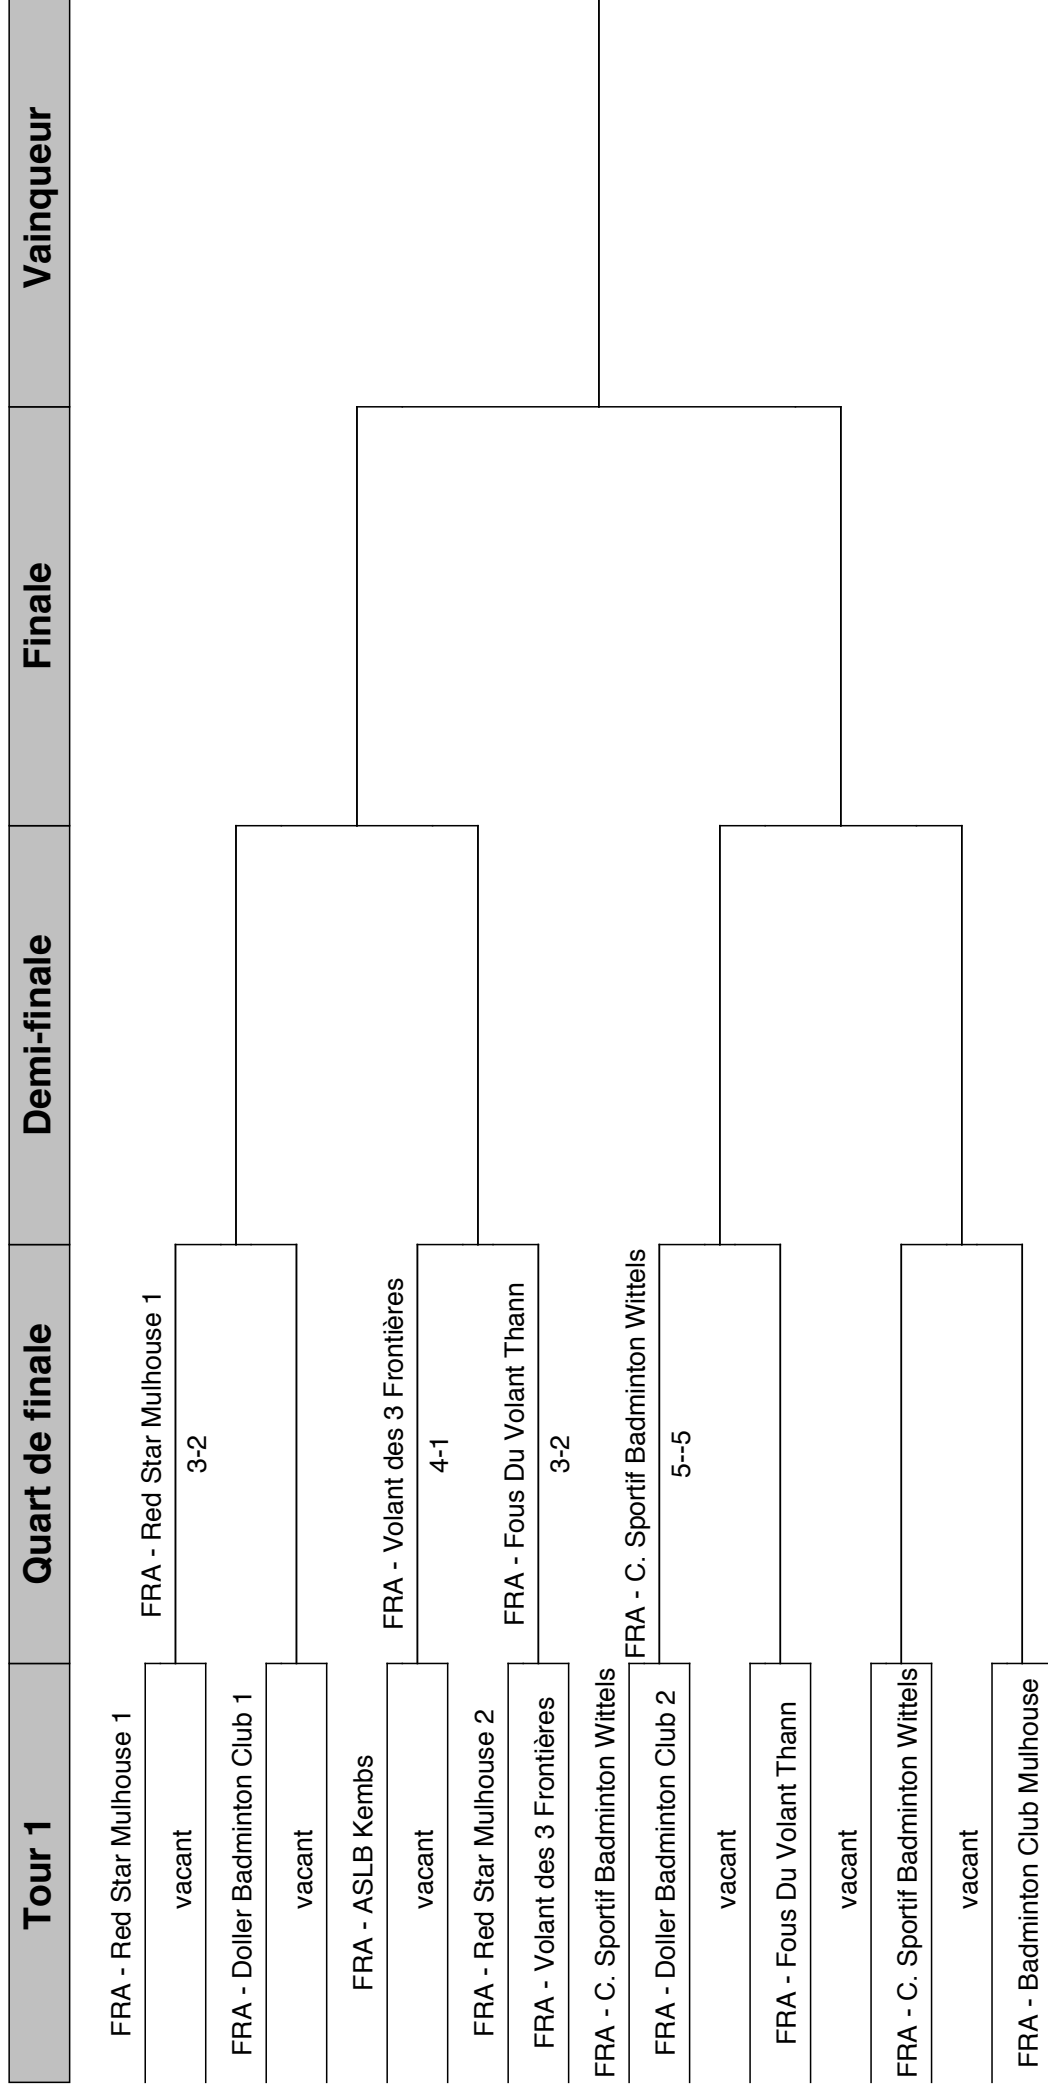 Tour 1
Quart de finale
Demi-finale
Finale
Vainqueur
FRA - Red Star Mulhouse 1
FRA - Red Star Mulhouse 1
vacant
3-2
FRA - Doller Badminton Club 1
vacant
FRA - ASLB Kembs
FRA - Volant des 3 Frontières
vacant
4-1
FRA - Red Star Mulhouse 2
FRA - Fous Du Volant Thann
FRA - Volant des 3 Frontières
3-2
FRA - C. Sportif Badminton Wittels
FRA - C. Sportif Badminton Wittels
FRA - Doller Badminton Club 2
5--5
vacant
FRA - Fous Du Volant Thann
vacant
FRA - C. Sportif Badminton Wittels
vacant
FRA - Badminton Club Mulhouse